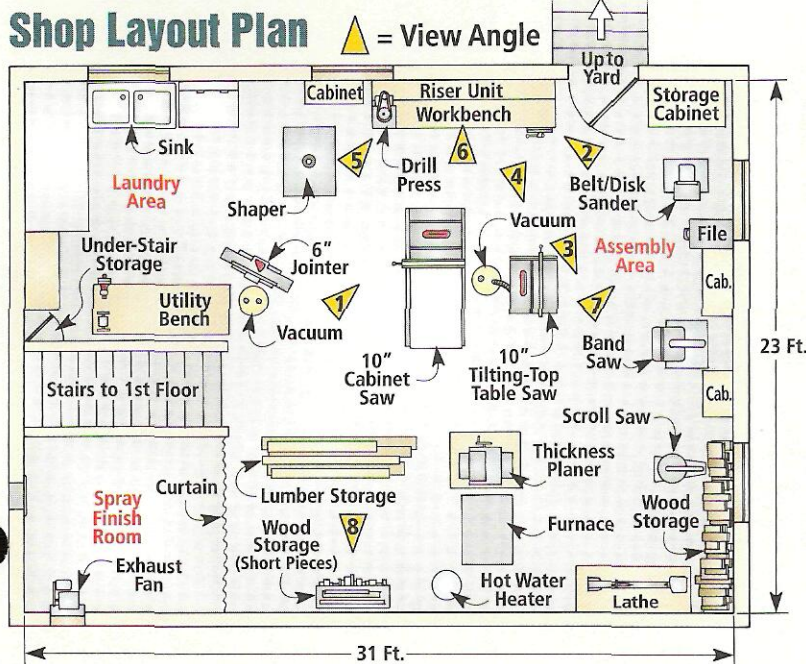 Shop Layout Plan
= View Angle
Up to
Yard
Cabinet
Riser Unit
Workbench
Storage
Cabinet
Sink
Laundry
Area
Shaper
5
Drill
Press
6
4
2
Belt/Disk
Sander
Under-Stair
Storage
6"
Jointer
Vacuum
3
Assembly
Area
File
Utility
Bench
1
Vacuum
7
Cab.
10"
Cabinet
Saw
10"
Tilting-Top
Table Saw
Band
Saw
23 Ft.
Stairs to 1st Floor
Cab.
Scroll Saw
Curtain
Lumber Storage
Thickness
Planer
Spray
Finish
Room
Wood
Storage
(Short Pieces)
8
Furnace
Wood
Storage
Exhaust
Fan
Hot Water
Heater
Lathe
31 Ft.